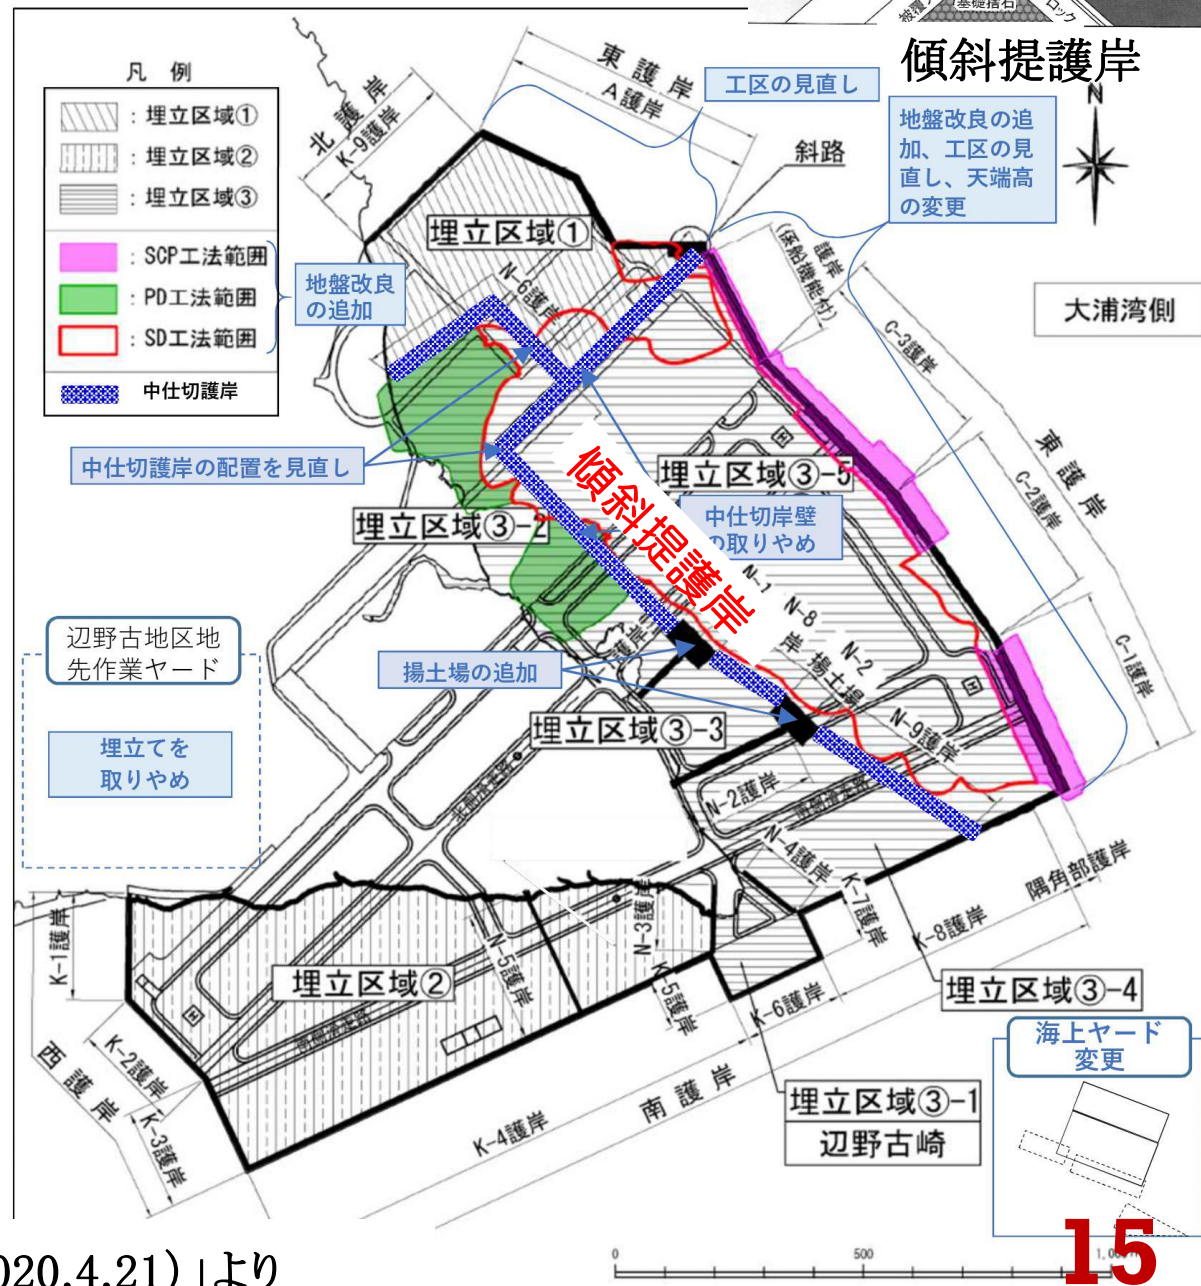 被覆
基礎捨石
ロック
傾斜提護岸
N
凡 例
：埋立区域①
：埋立区域②
：埋立区域③
：SCP工法範囲
：PD工法範囲
：SD工法範囲
中仕切護岸
地盤改良
の追加
北護岸
K-9護岸
東護岸
A護岸
工区の見直し
斜路
地盤改良の追
加、工区の見
直し、天端高
の変更
大浦湾側
埋立区域①
N-6護岸
護岸
(係船機能付)
C-3護岸
東護岸
C-2護岸
C-1護岸
中仕切護岸の配置を見直し
埋立区域③-5
傾斜提護岸
中仕切岸壁
の取りやめ
埋立区域③-2
N-1
N-8
護岸
N-2
揚土場
N-9護岸
辺野古地区地
先作業ヤード
埋立てを
取りやめ
揚土場の追加
埋立区域③-3
N-2護岸
N-4護岸
K-7護岸
K-8護岸
隅角部護岸
K-1護岸
埋立区域②
N-5護岸
N-3護岸
K-5護岸
K-6護岸
埋立区域③-4
K-2護岸
西護岸
K-3護岸
K-4護岸
南護岸
埋立区域③-1
辺野古崎
海上ヤード
変更
0
500
15
020.4.21)」より